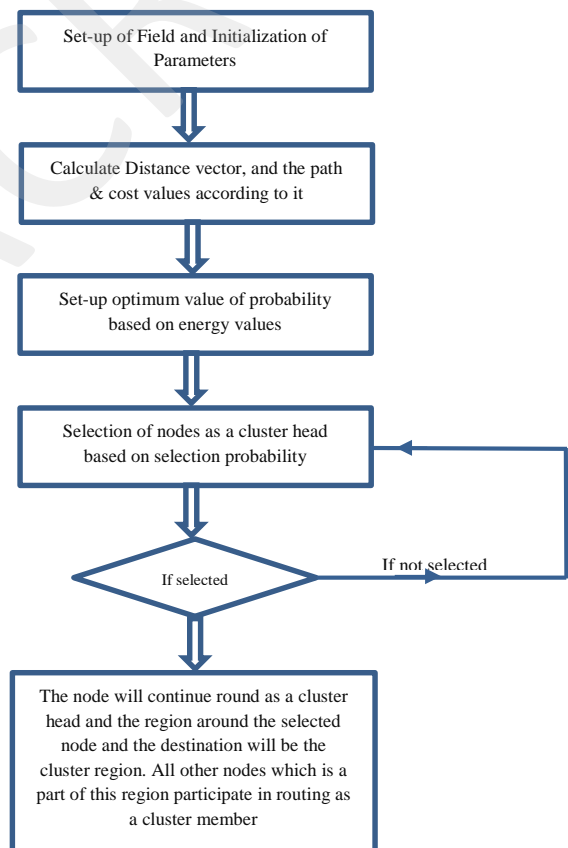 Set-up of Field and Initialization of
Parameters
Calculate Distance vector, and the path
& cost values according to it
Set-up optimum value of probability
based on energy values
Selection of nodes as a cluster head
based on selection probability
If selected
If not selected
The node will continue round as a cluster
head and the region around the selected
node and the destination will be the
cluster region. All other nodes which is a
part of this region participate in routing as
a cluster member